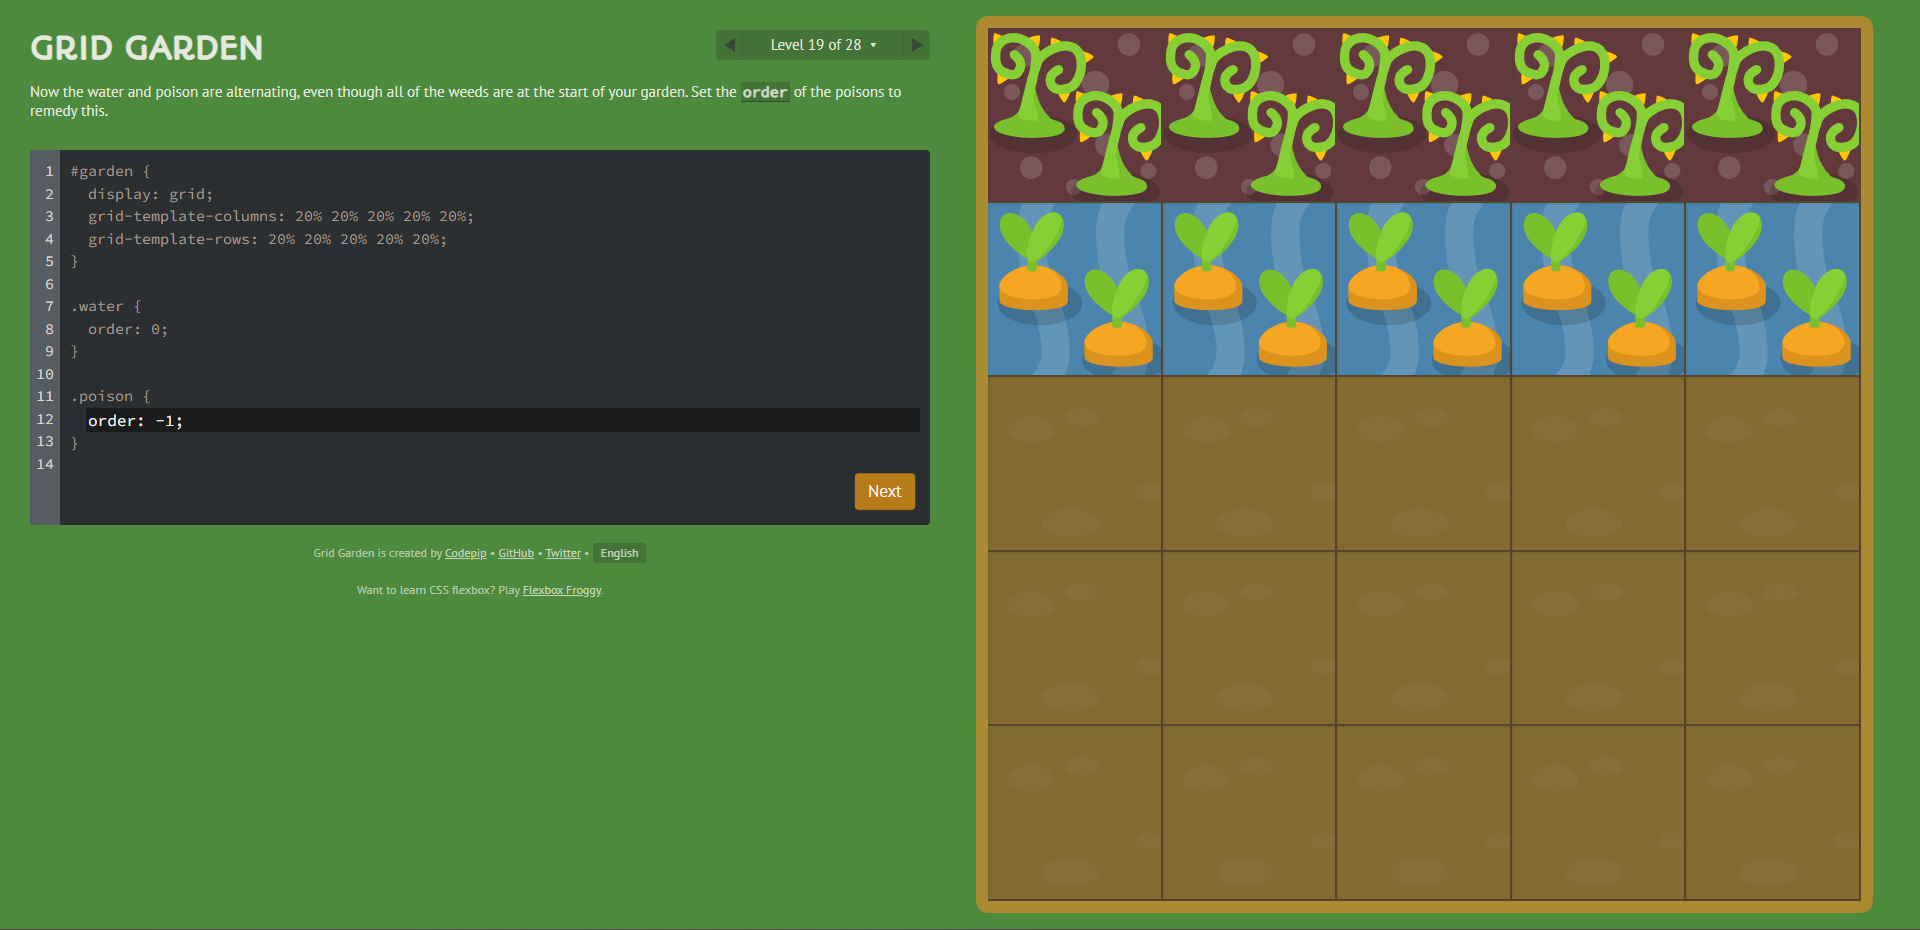 GRID GARDEN
Level 19 of 28
Now the water and poison are alternating, even though all of the weeds are at the start of your garden. Set the order of the poisons to
remedy this.
1 #garden {
2   display: grid;
3   grid-template-columns: 20% 20% 20% 20% 20%;
4   grid-template-rows: 20% 20% 20% 20% 20%;
5 }
6
7 .water {
8   order: 0;
9 }
10
11 .poison {
12   order: -1;
13 }
14
Next
Grid Garden is created by Codepip • GitHub • Twitter • English
Want to learn CSS flexbox? Play Flexbox Froggy.